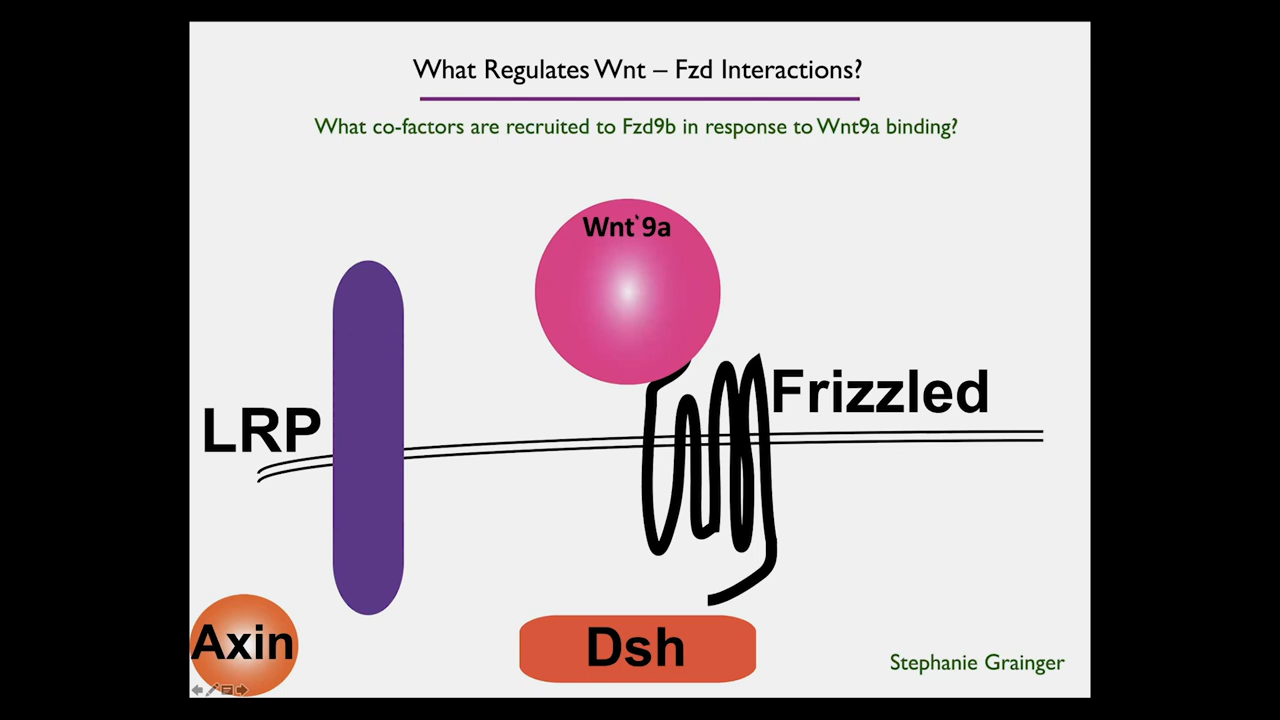 What Regulates Wnt – Fzd Interactions?
What co-factors are recruited to Fzd9b in response to Wnt9a binding?
Wnt`9a
Frizzled
LRP
Axin
Dsh
Stephanie Grainger